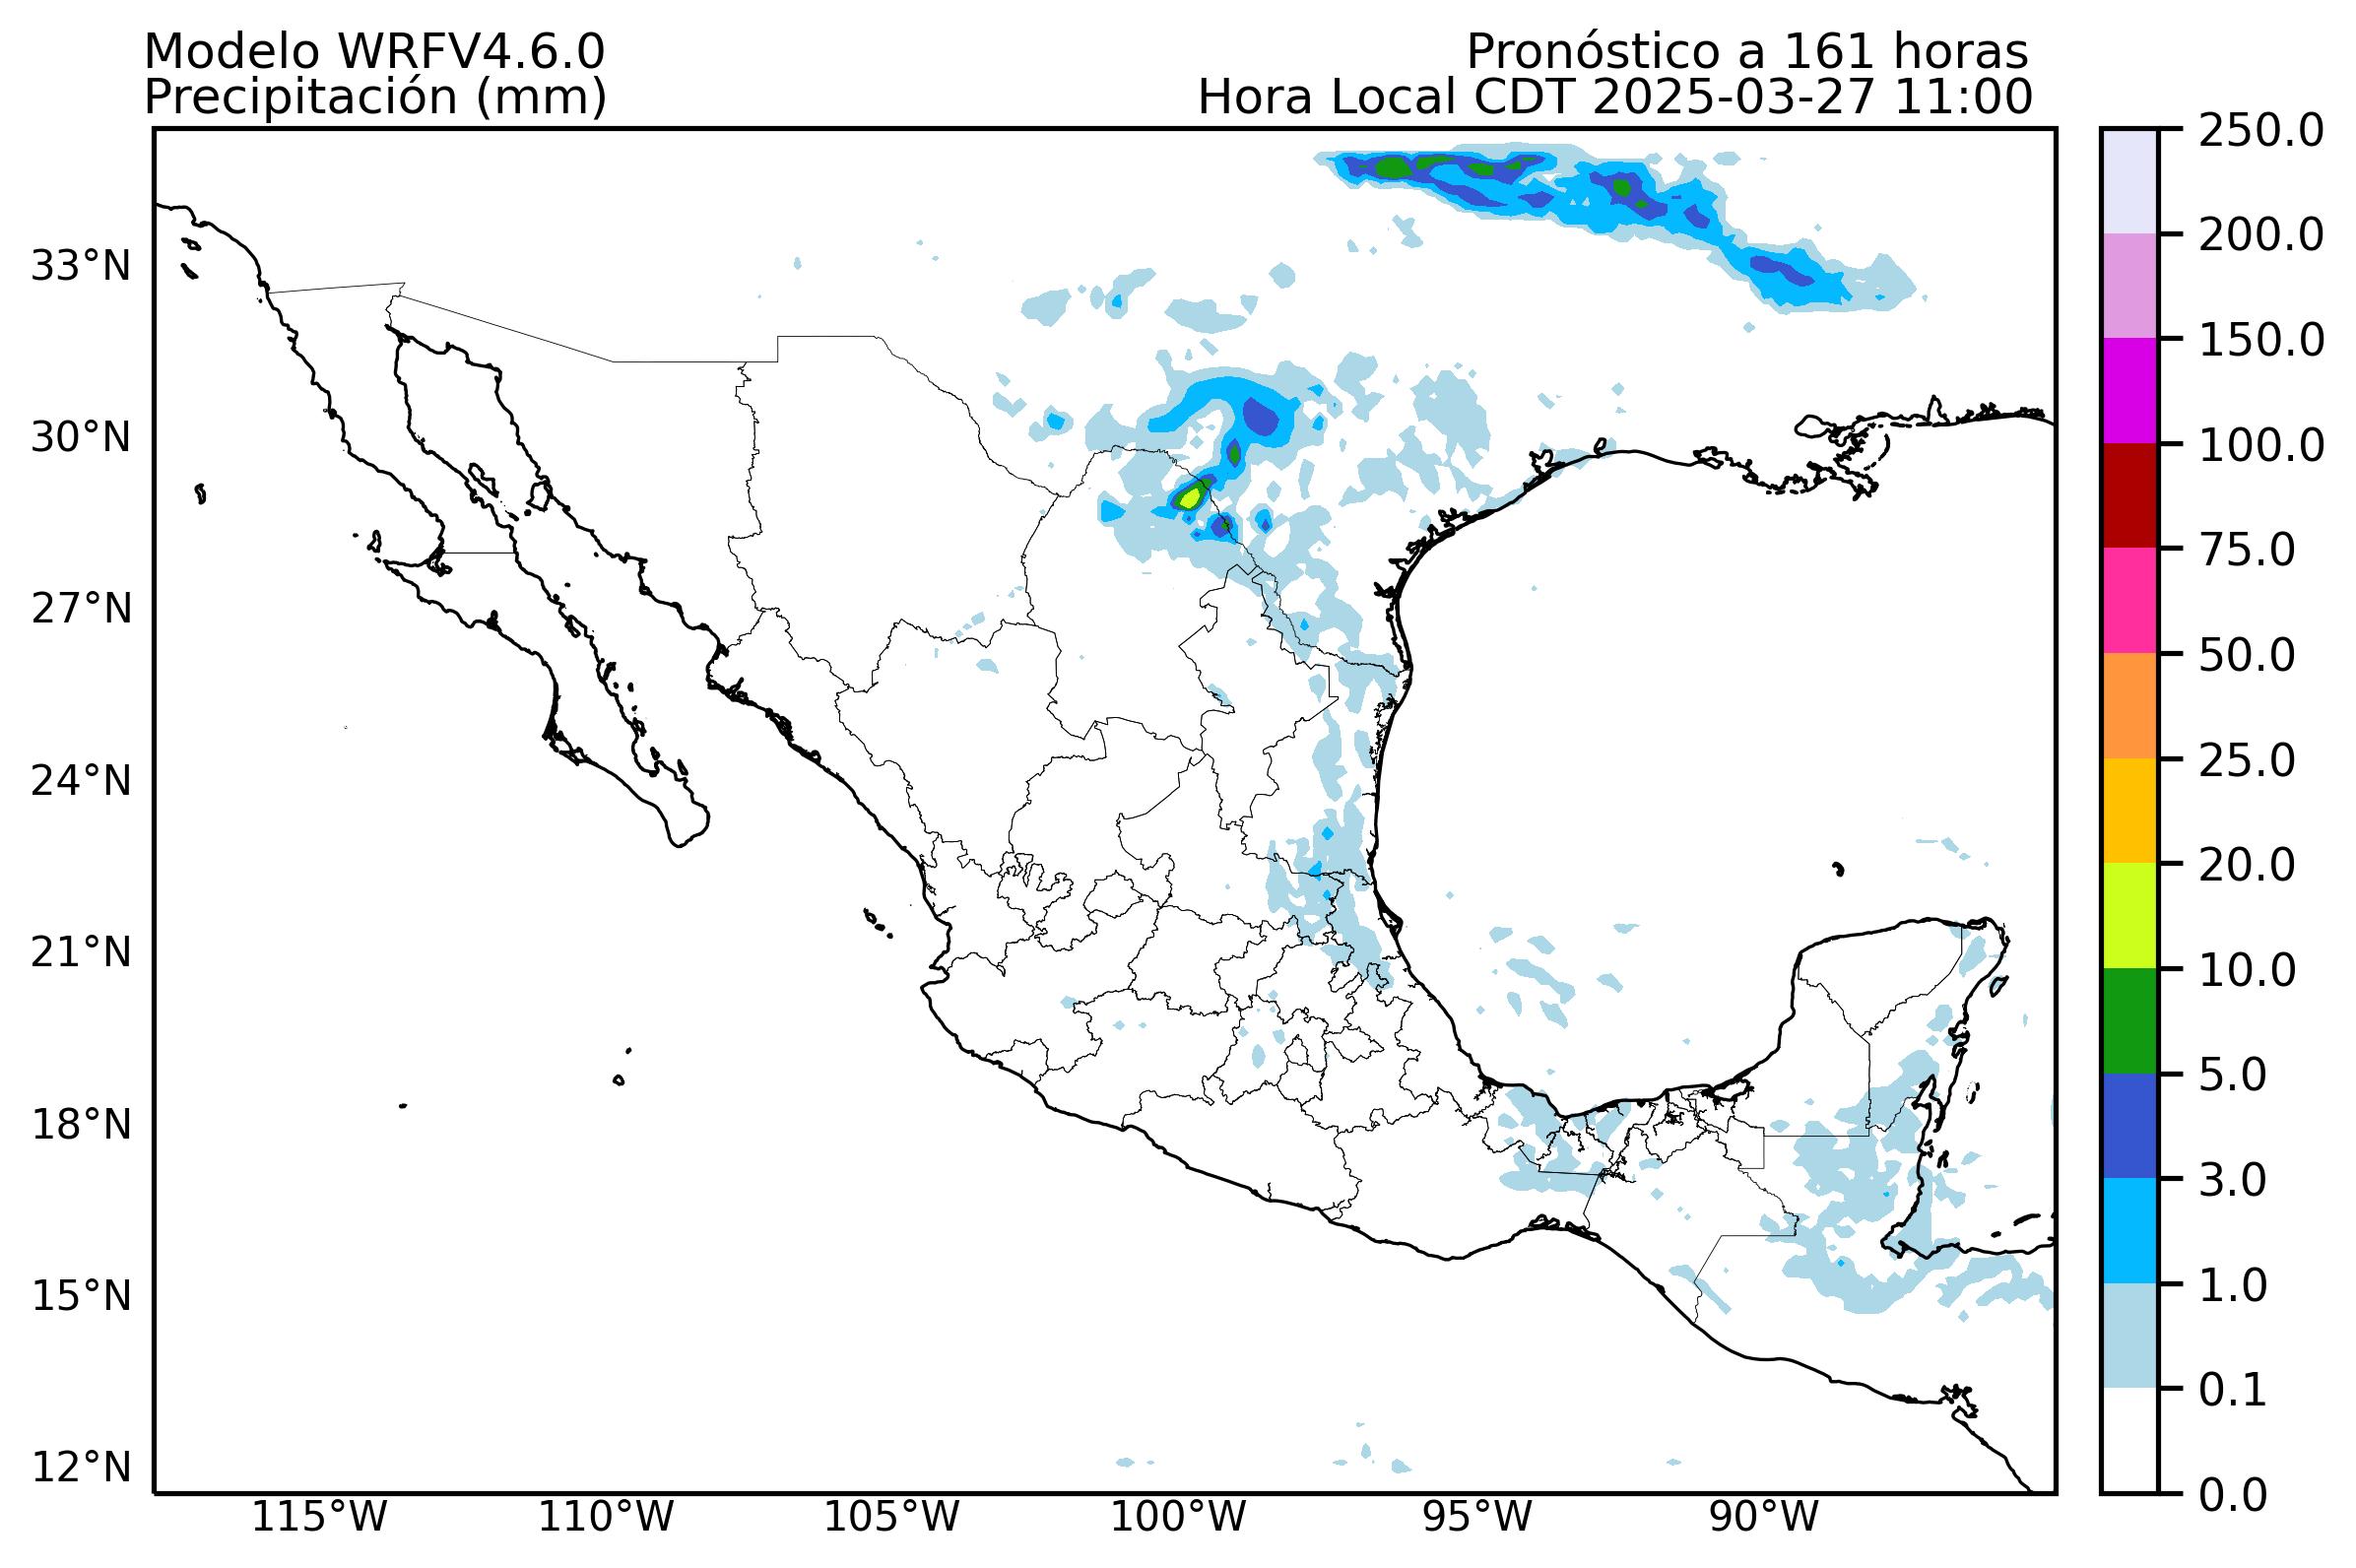 Modelo WRFV4.6.0
Precipitación (mm)
Pronóstico a 161 horas
Hora Local CDT 2025-03-27 11:00
33°N
30°N
27°N
24°N
21°N
18°N
15°N
12°N
115°W
110°W
105°W
100°W
95°W
90°W
250.0
200.0
150.0
100.0
75.0
50.0
25.0
20.0
10.0
5.0
3.0
1.0
0.1
0.0